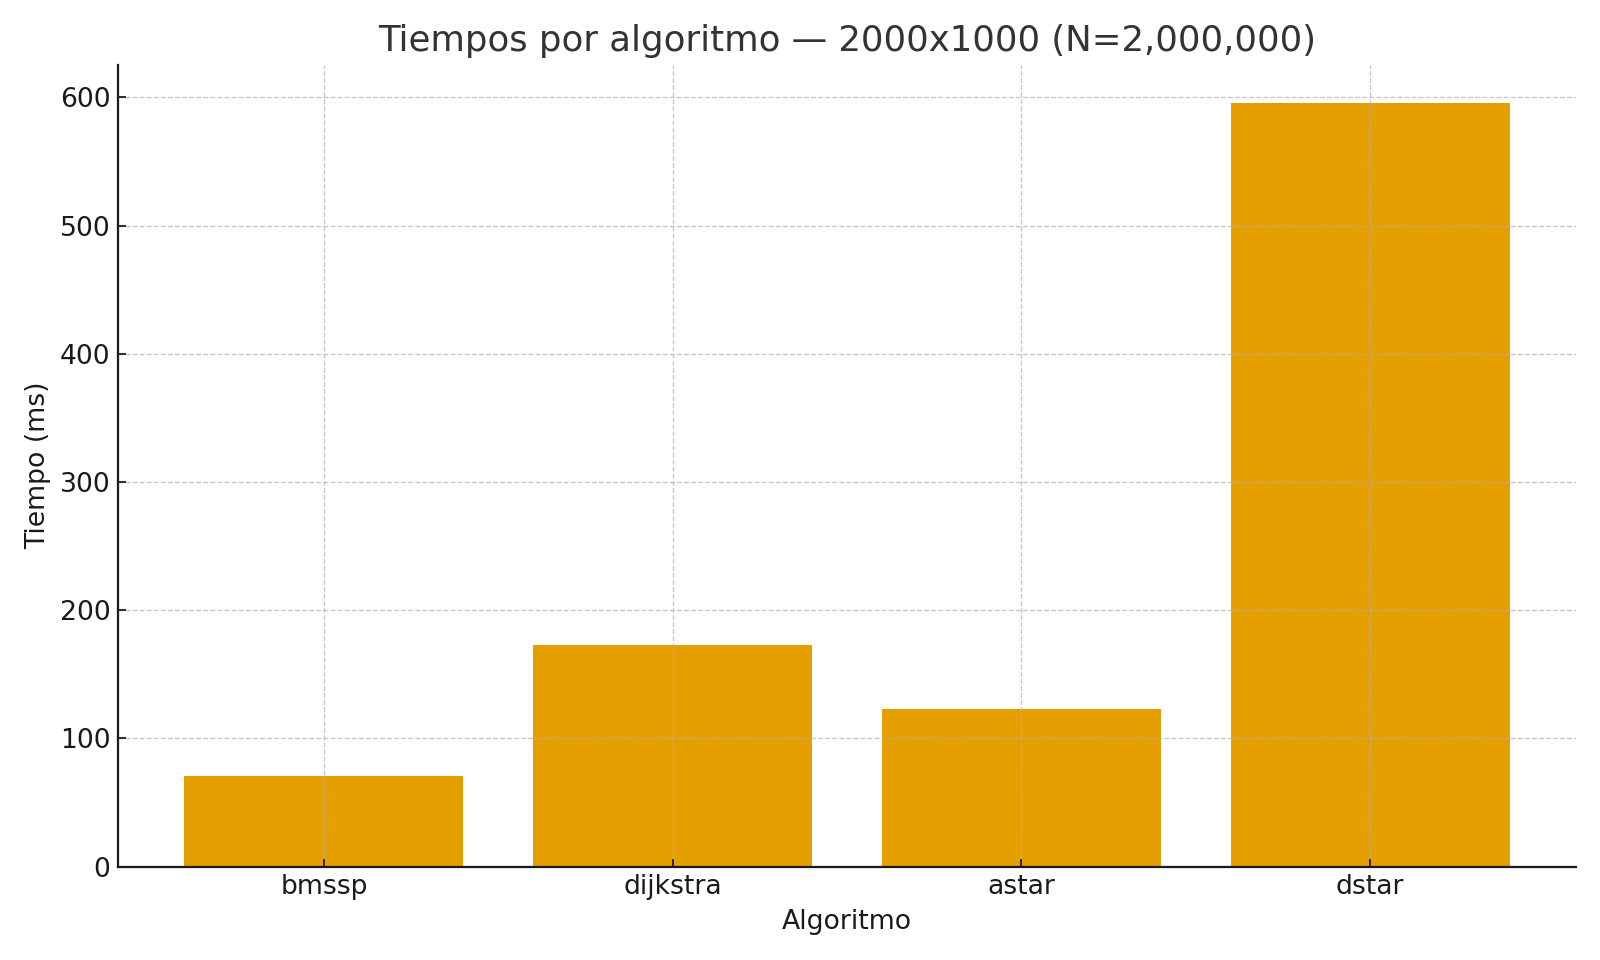 Tiempos por algoritmo — 2000x1000 (N=2,000,000)
Tiempo (ms)
600
500
400
300
200
100
0
bmssp dijkstra astar dstar
Algoritmo